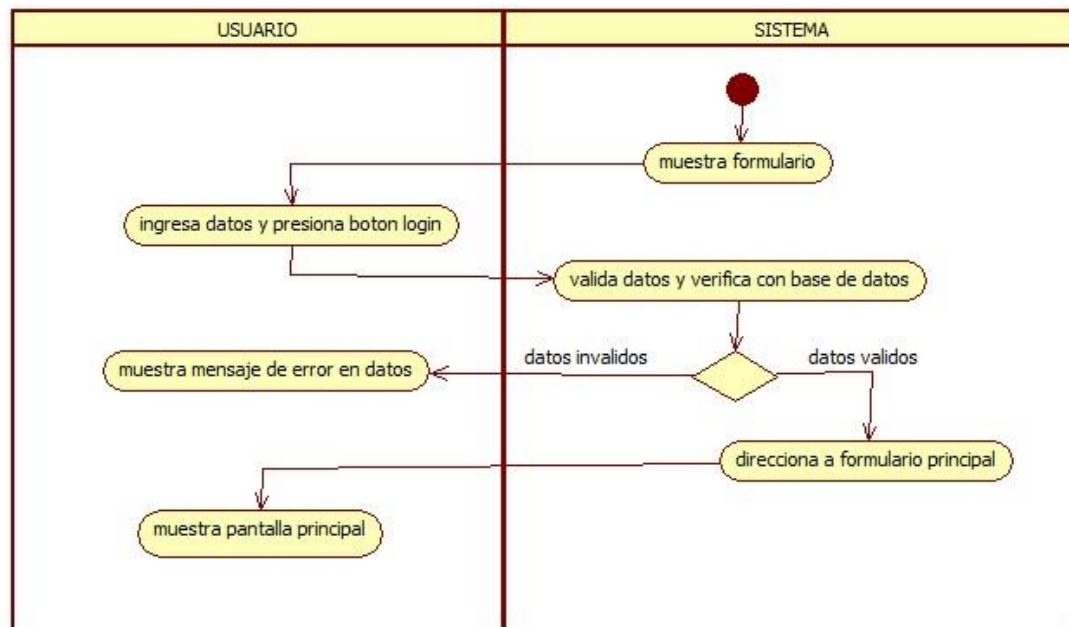 USUARIO
SISTEMA
muestra formulario
ingresa datos y presiona boton login
valida datos y verifica con base de datos
datos invalidos
datos validos
muestra mensaje de error en datos
direcciona a formulario principal
muestra pantalla principal